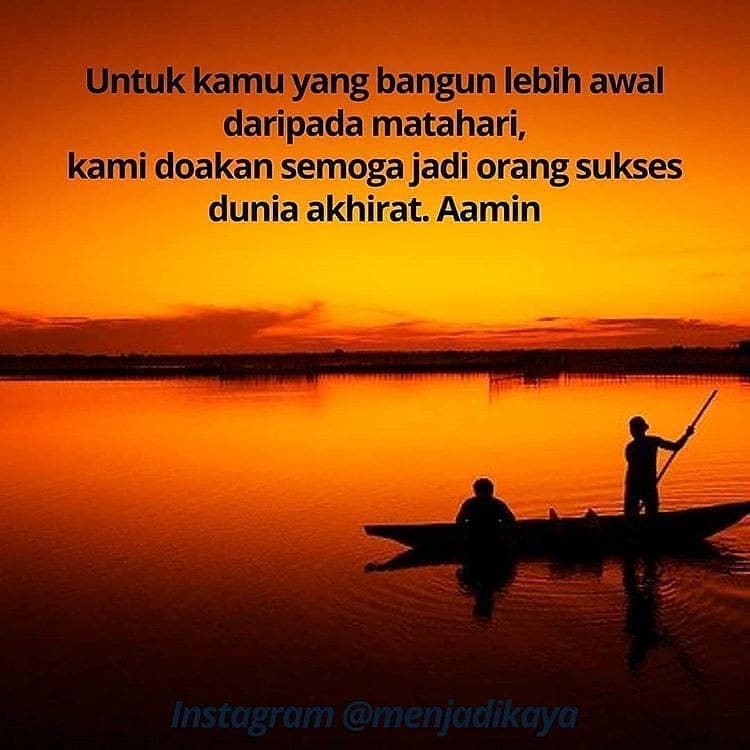 Untuk kamu yang bangun lebih awal
daripada matahari,
kami doakan semoga jadi orang sukses
dunia akhirat. Aamin
Instagram @menjadikaya